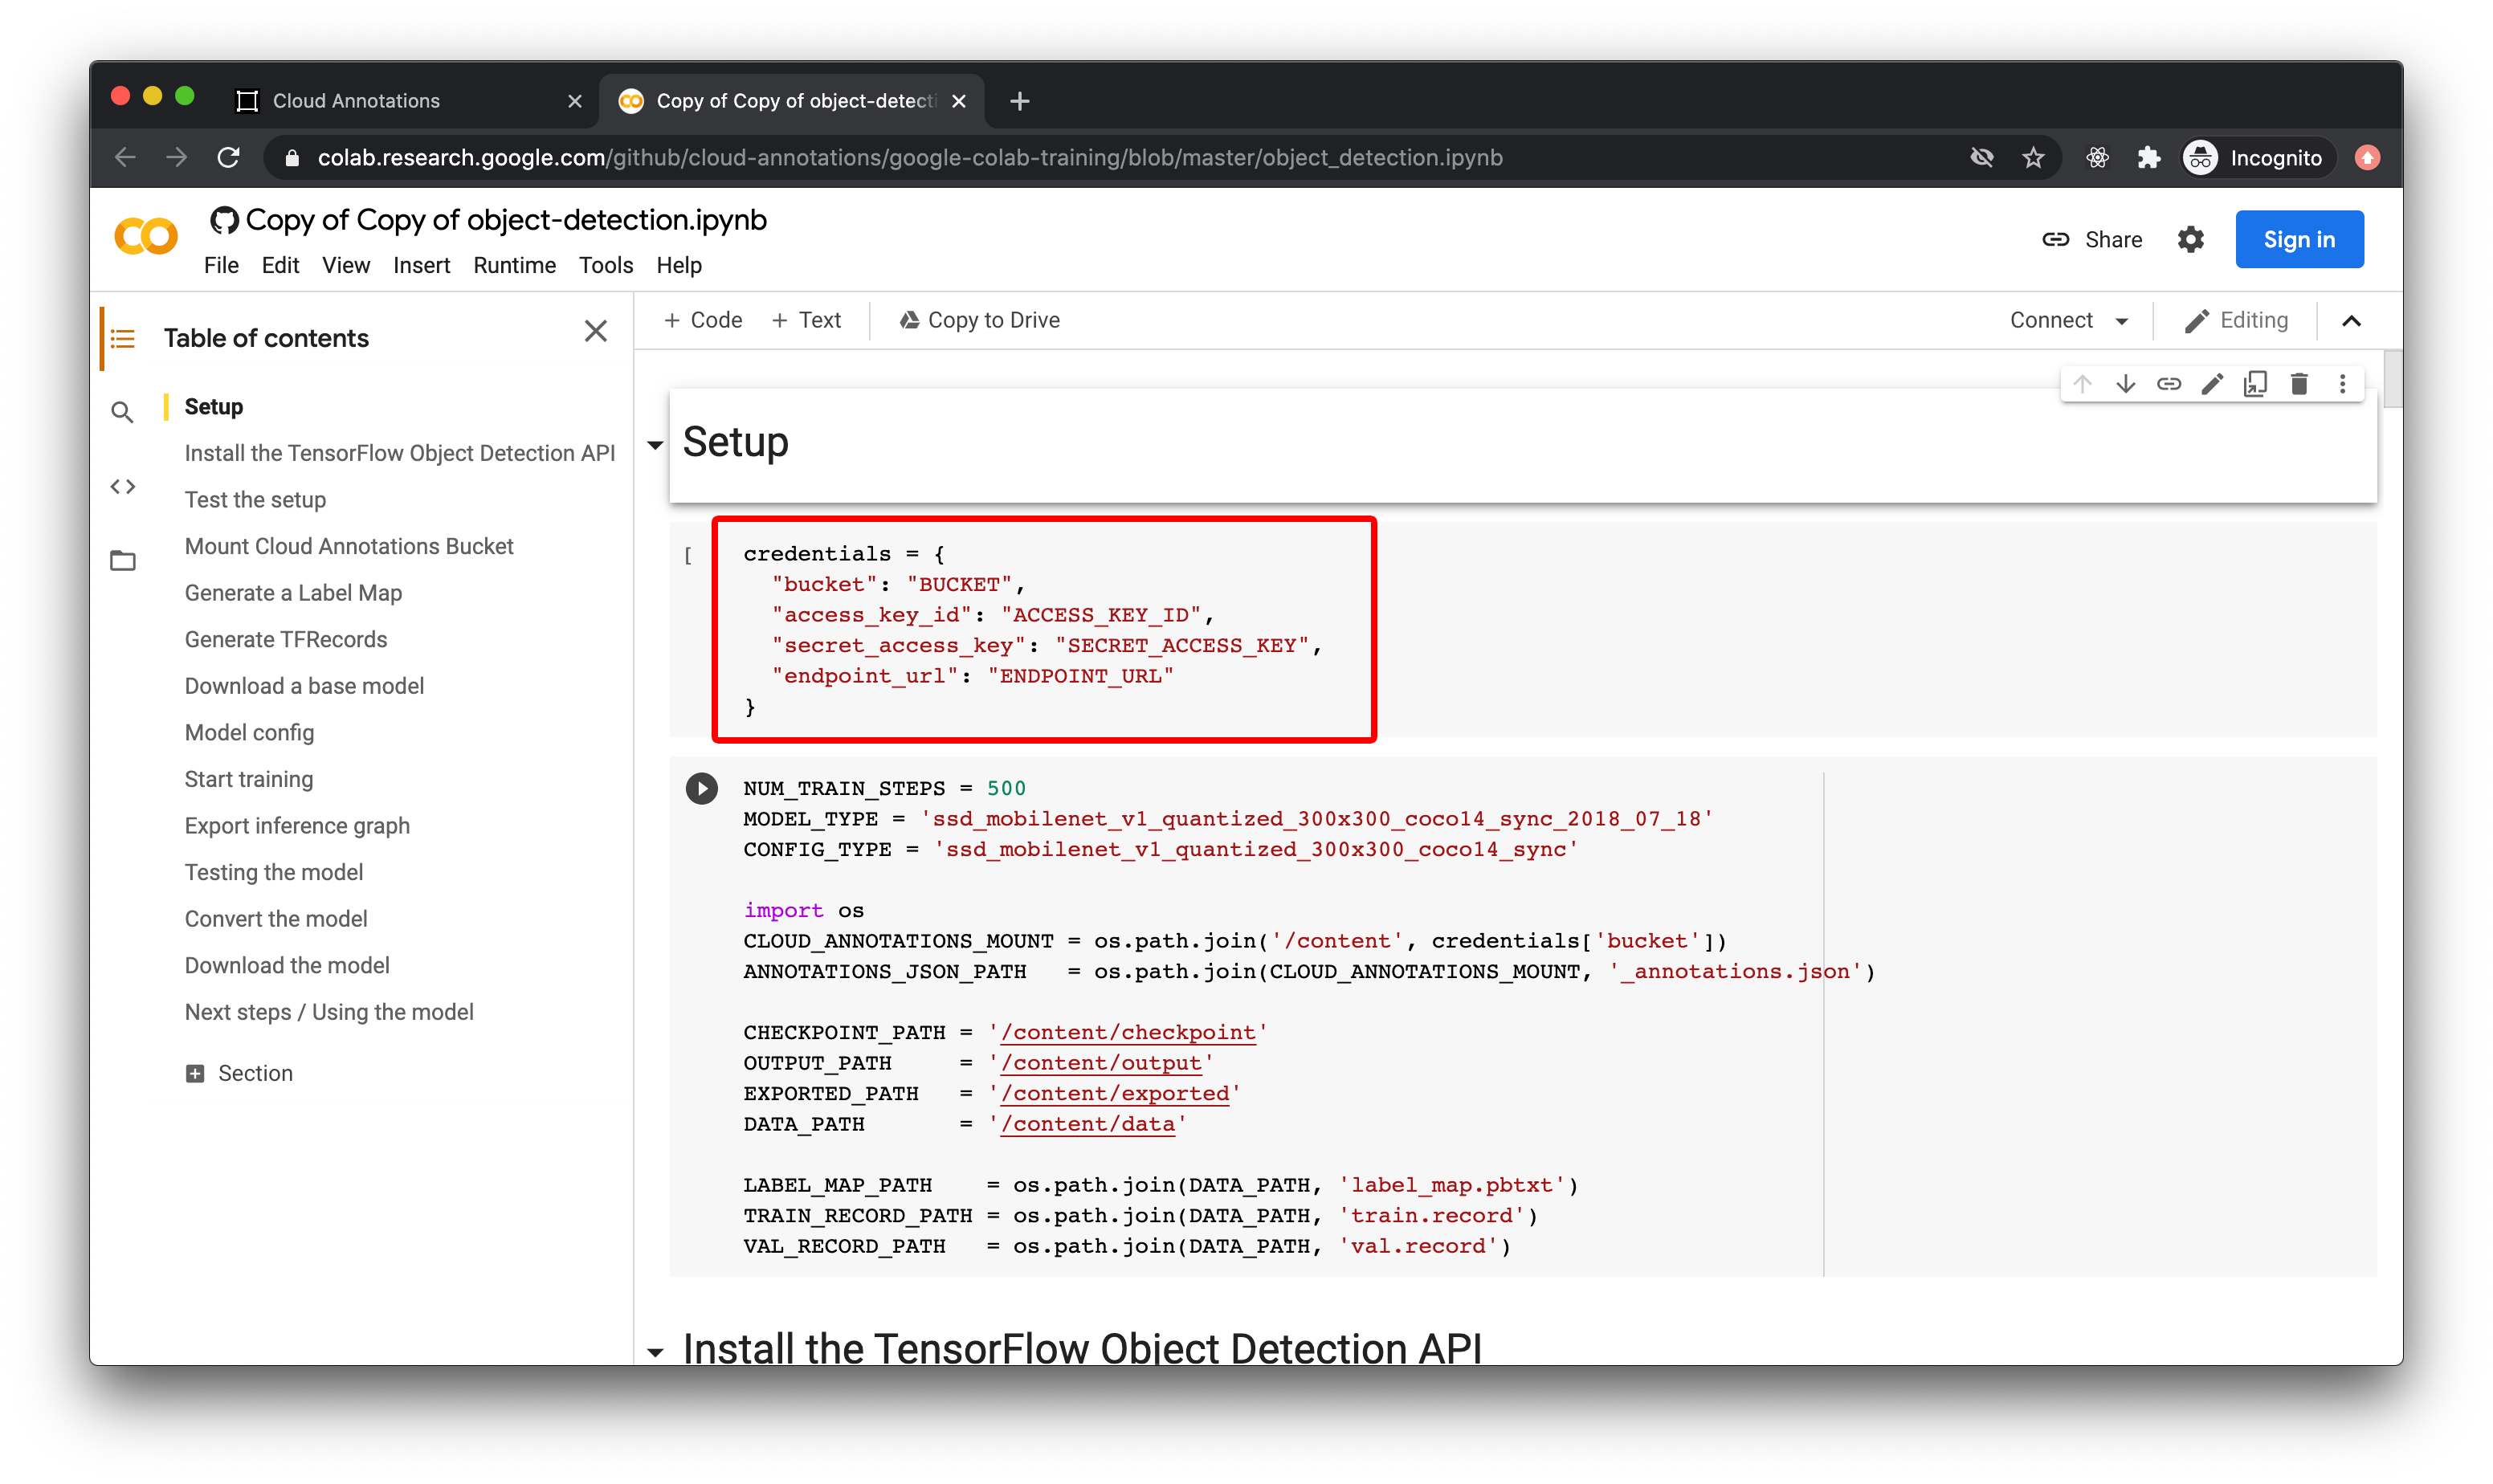 Cloud Annotations
Copy of Copy of object-detecti
colab.research.google.com/github/cloud-annotations/google-colab-training/blob/master/object_detection.ipynb
Incognito
Copy of Copy of object-detection.ipynb
File Edit View Insert Runtime Tools Help
Share
Sign in
Table of contents
Setup
Install the TensorFlow Object Detection API
Test the setup
Mount Cloud Annotations Bucket
Generate a Label Map
Generate TFRecords
Download a base model
Model config
Start training
Export inference graph
Testing the model
Convert the model
Download the model
Next steps / Using the model
Section
+ Code + Text Copy to Drive
Connect
Editing
Setup
[
credentials = {
"bucket": "BUCKET",
"access_key_id": "ACCESS_KEY_ID",
"secret_access_key": "SECRET_ACCESS_KEY",
"endpoint_url": "ENDPOINT_URL"
}
NUM_TRAIN_STEPS = 500
MODEL_TYPE = 'ssd_mobilenet_v1_quantized_300x300_coco14_sync_2018_07_18'
CONFIG_TYPE = 'ssd_mobilenet_v1_quantized_300x300_coco14_sync'
import os
CLOUD_ANNOTATIONS_MOUNT = os.path.join('/content', credentials['bucket'])
ANNOTATIONS_JSON_PATH = os.path.join(CLOUD_ANNOTATIONS_MOUNT, '_annotations.json')
CHECKPOINT_PATH = '/content/checkpoint'
OUTPUT_PATH = '/content/output'
EXPORTED_PATH = '/content/exported'
DATA_PATH = '/content/data'
LABEL_MAP_PATH = os.path.join(DATA_PATH, 'label_map.pbtxt')
TRAIN_RECORD_PATH = os.path.join(DATA_PATH, 'train.record')
VAL_RECORD_PATH = os.path.join(DATA_PATH, 'val.record')
Install the TensorFlow Object Detection API